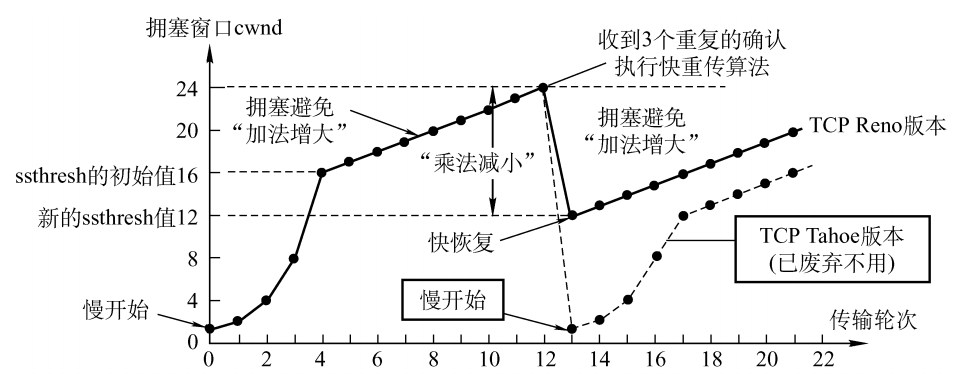 拥塞窗口cwnd
收到3个重复的确认
执行快重传算法
24
拥塞避免
“加法增大”
拥塞避免
“加法增大”
TCP Reno版本
20
“乘法减小”
ssthresh的初始值16
新的ssthresh值12
快恢复
TCP Tahoe版本
(已废弃不用)
8
4
慢开始
慢开始
传输轮次
0
0
2
4
6
8
10
12
14
16
18
20
22